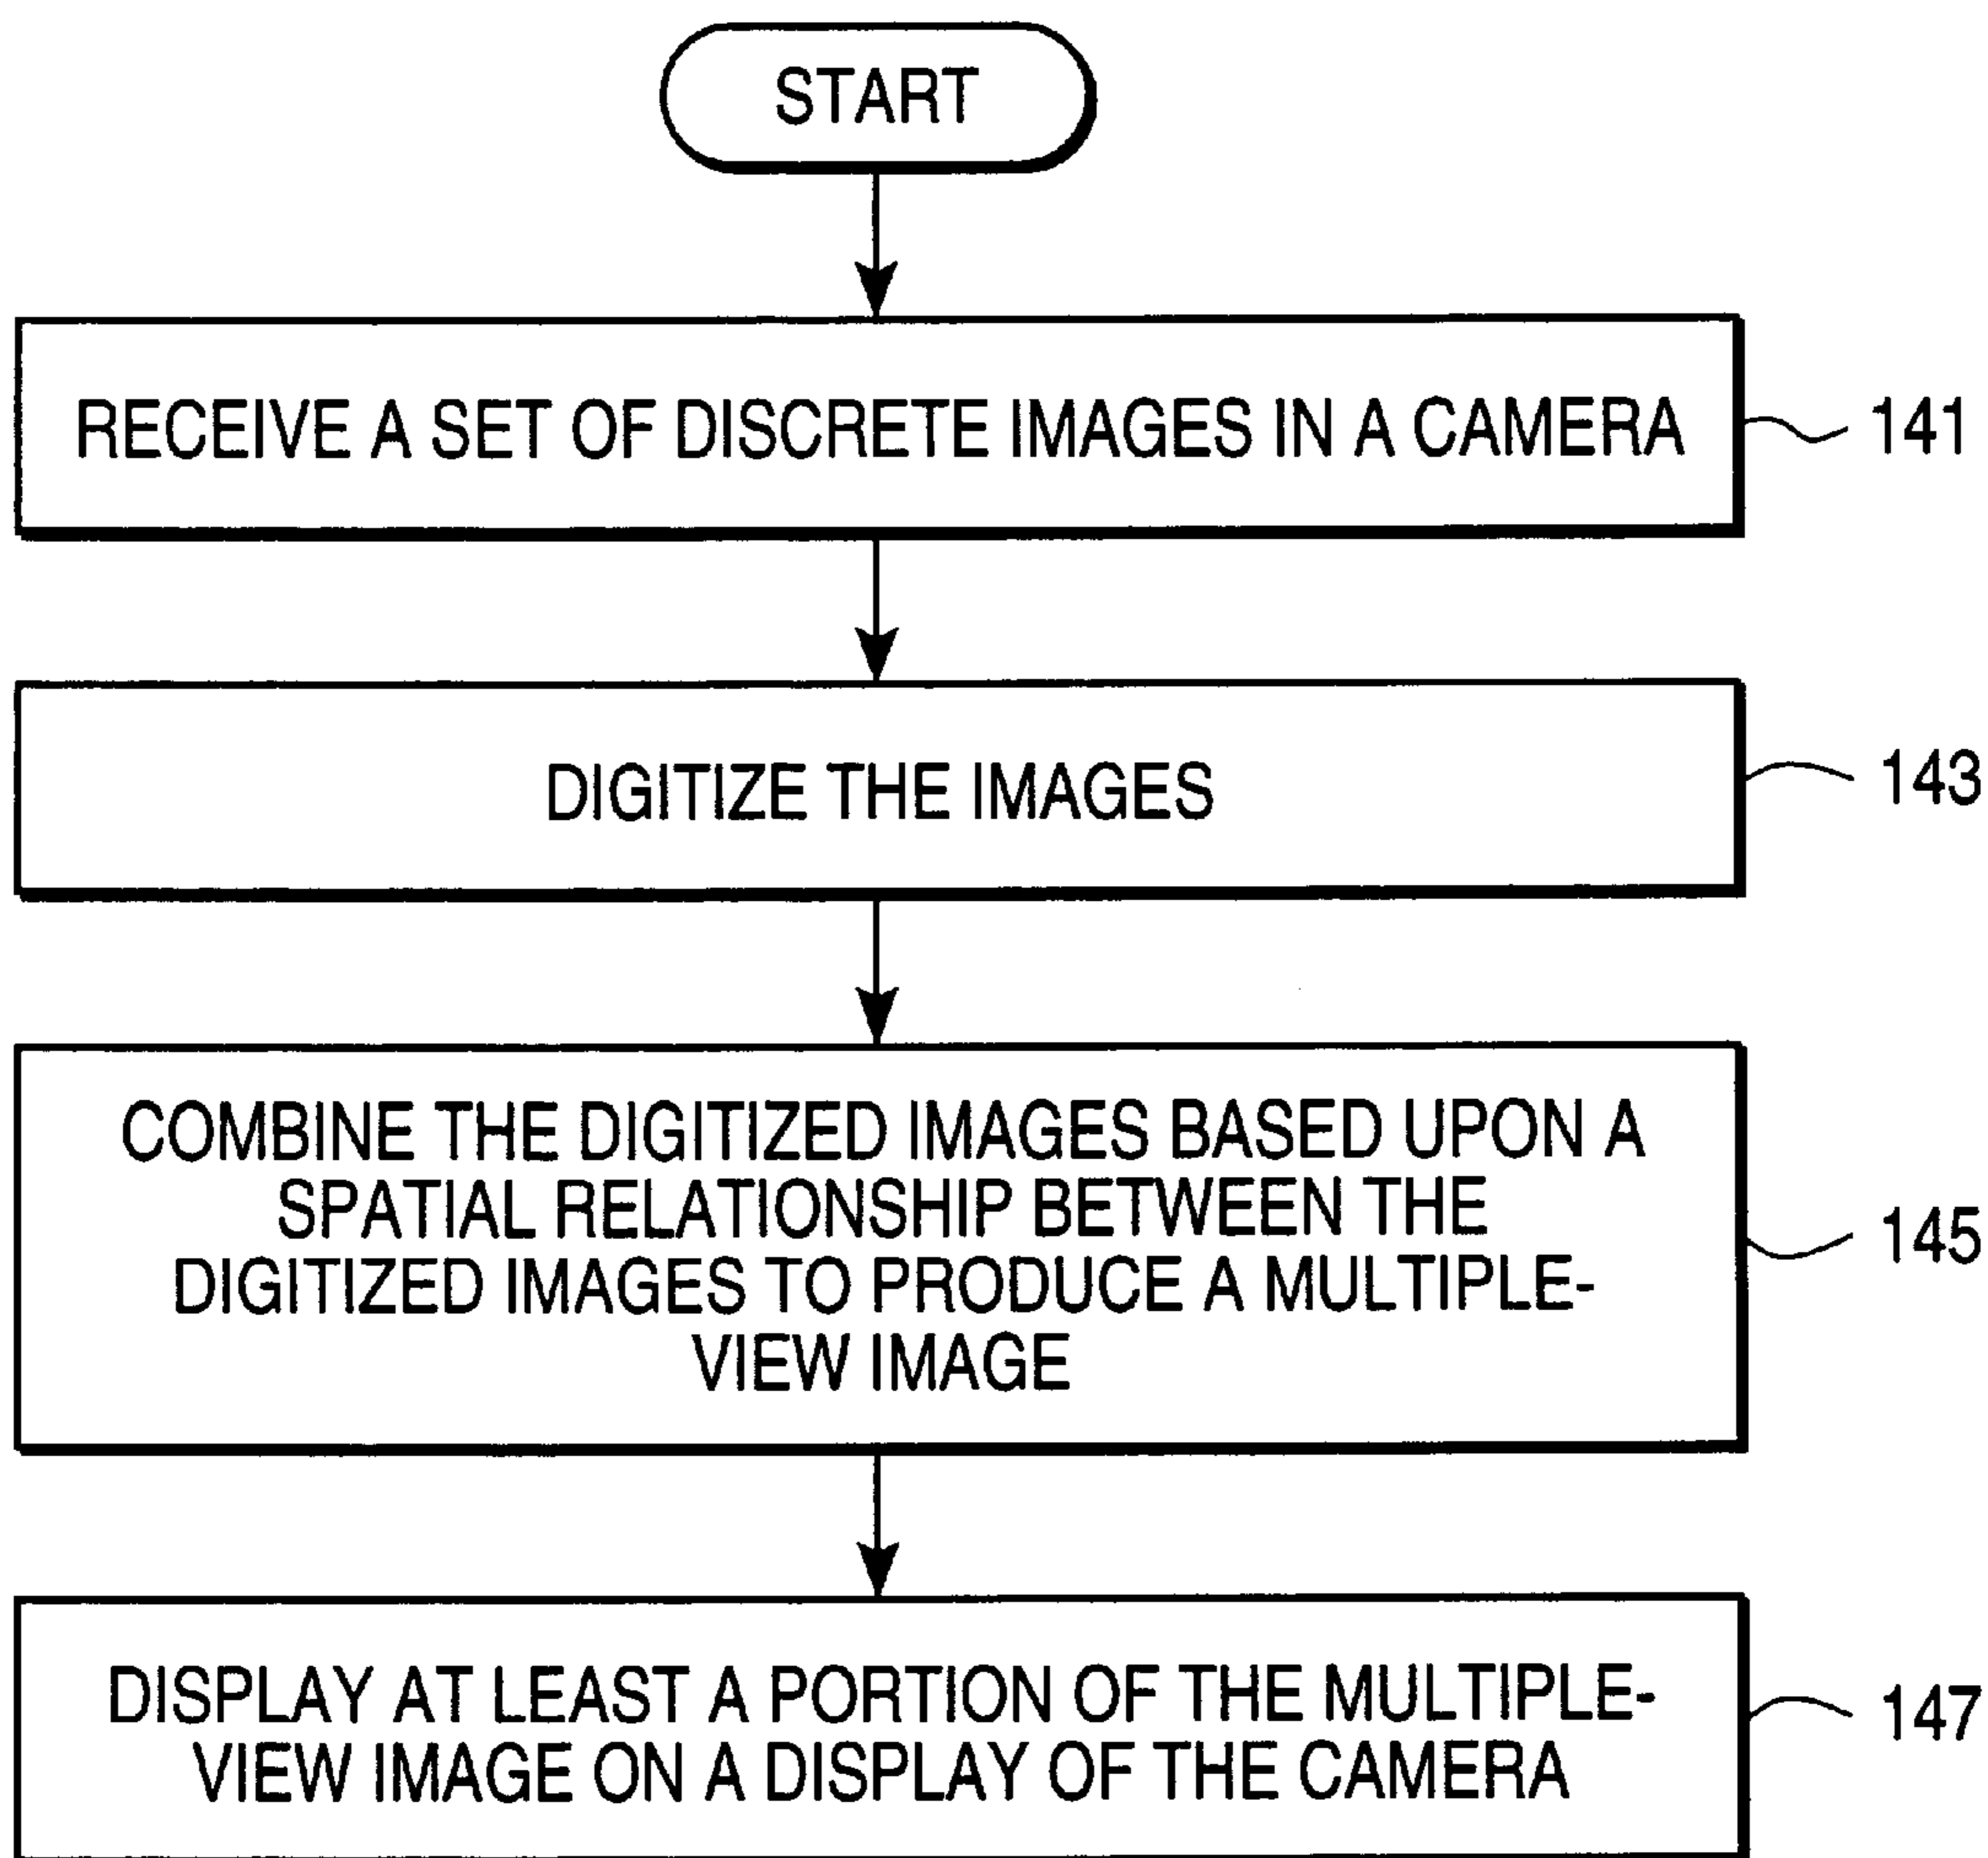 START
RECEIVE A SET OF DISCRETE IMAGES IN A CAMERA
141
DIGITIZE THE IMAGES
143
COMBINE THE DIGITIZED IMAGES BASED UPON A
SPATIAL RELATIONSHIP BETWEEN THE
DIGITIZED IMAGES TO PRODUCE A MULTIPLE-
VIEW IMAGE
145
DISPLAY AT LEAST A PORTION OF THE MULTIPLE-
VIEW IMAGE ON A DISPLAY OF THE CAMERA
147